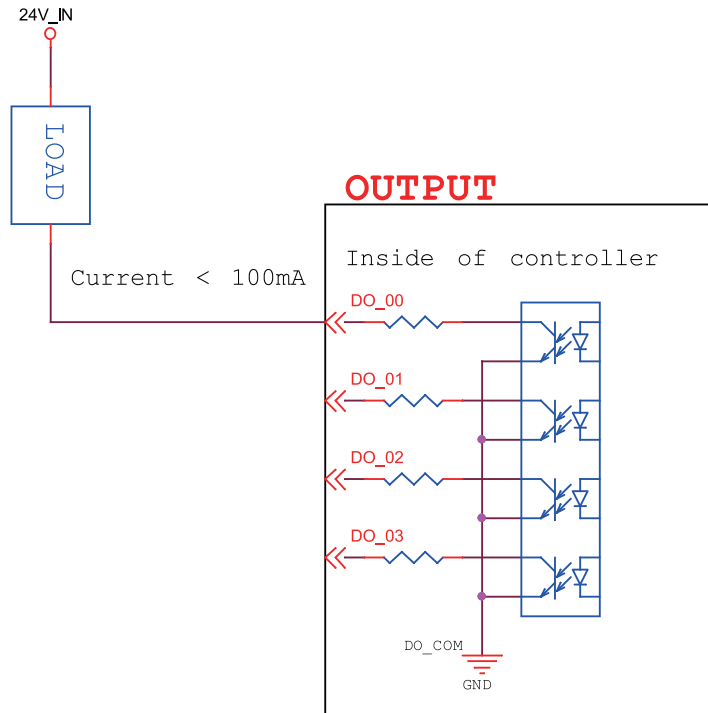 24V_IN
LOAD
OUTPUT
Inside of controller
Current < 100mA
DO_00
DO_01
DO_02
DO_03
DO_COM
GND